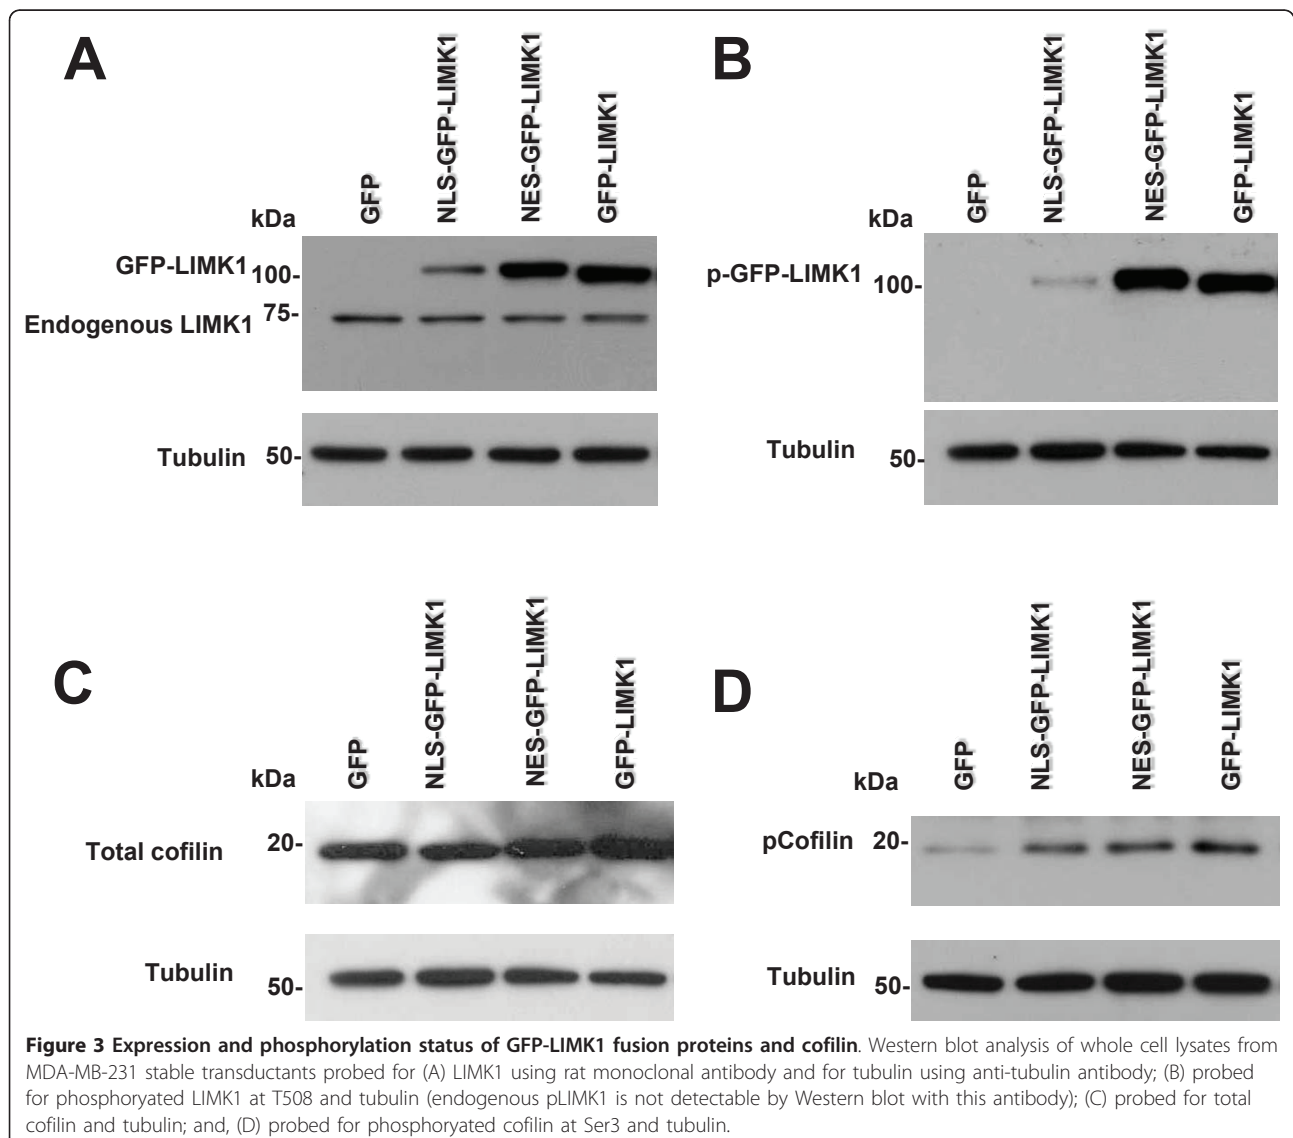 A
GFP
NLS-GFP-LIMK1
NES-GFP-LIMK1
GFP-LIMK1
kDa
GFP-LIMK1 100-
75-
Endogenous LIMK1
Tubulin 50-
B
GFP
NLS-GFP-LIMK1
NES-GFP-LIMK1
GFP-LIMK1
kDa
p-GFP-LIMK1 100-
Tubulin 50-
C
GFP
NLS-GFP-LIMK1
NES-GFP-LIMK1
GFP-LIMK1
kDa
Total cofilin 20-
Tubulin 50-
D
GFP
NLS-GFP-LIMK1
NES-GFP-LIMK1
GFP-LIMK1
kDa
pCofilin 20-
Tubulin 50-
Figure 3 Expression and phosphorylation status of GFP-LIMK1 fusion proteins and cofilin. Western blot analysis of whole cell lysates from
MDA-MB-231 stable transductants probed for (A) LIMK1 using rat monoclonal antibody and for tubulin using anti-tubulin antibody; (B) probed
for phosphoryated LIMK1 at T508 and tubulin (endogenous pLIMK1 is not detectable by Western blot with this antibody); (C) probed for total
cofilin and tubulin; and, (D) probed for phosphoryated cofilin at Ser3 and tubulin.